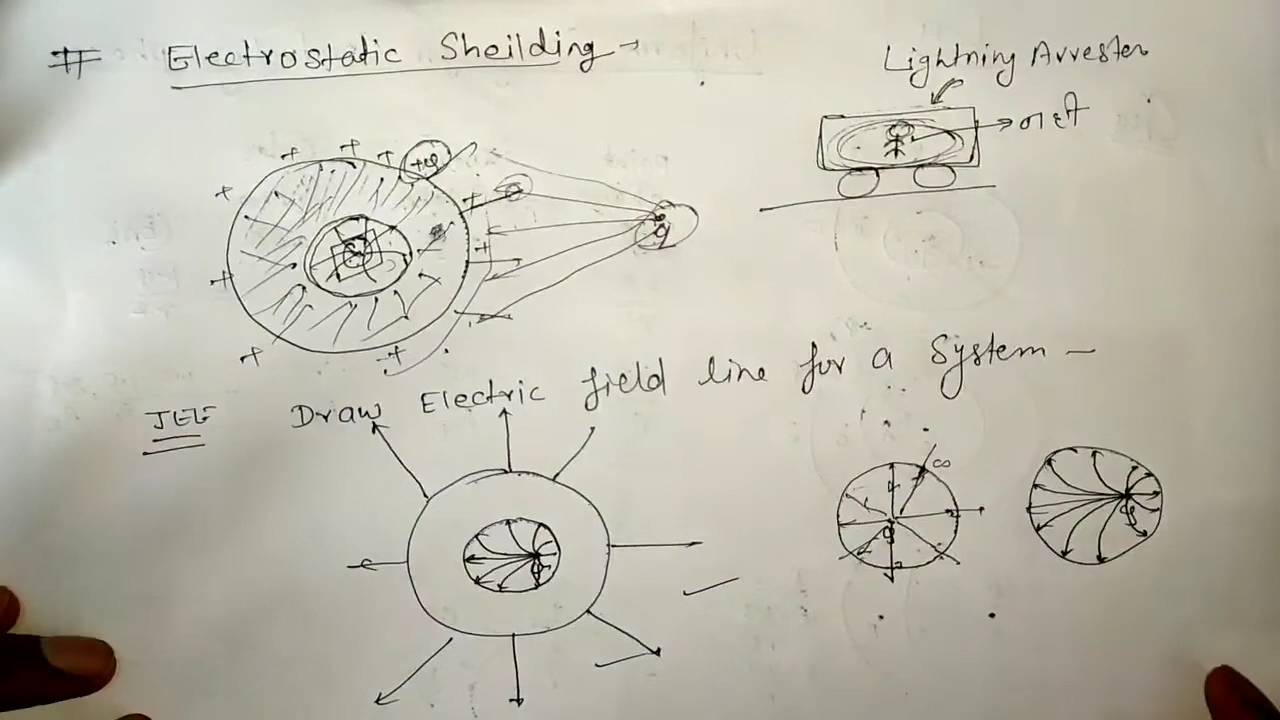 # Electrostatic Sheilding -
Lightning Arrester
+ + + + + + + + + +
+q
q
JEE Draw Electric field line for a System -
∞
q
q
q